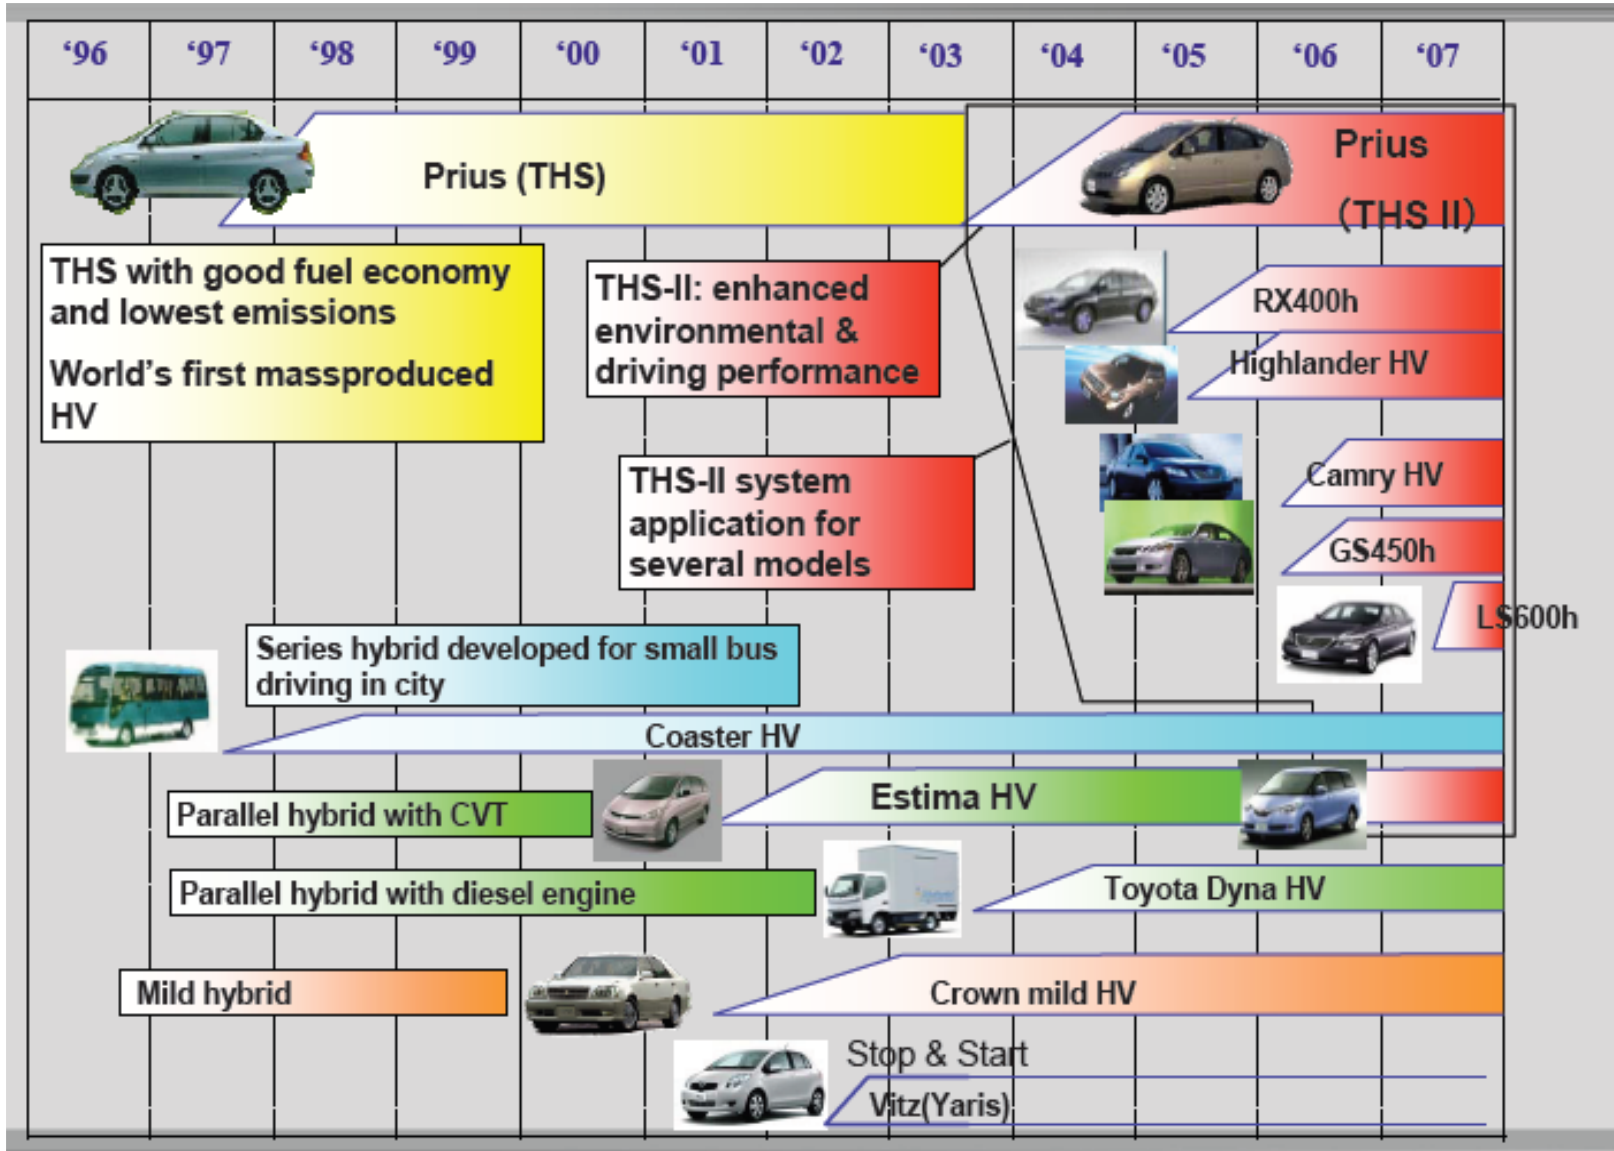 ‘96 ‘97 ‘98 ‘99 ‘00 ‘01 ‘02 ‘03 ‘04 ‘05 ‘06 ‘07
Prius (THS)
Prius
(THS II)
THS with good fuel economy
and lowest emissions
World’s first massproduced
HV
THS-II: enhanced
environmental &
driving performance
RX400h
Highlander HV
THS-II system
application for
several models
Camry HV
GS450h
LS600h
Series hybrid developed for small bus
driving in city
Coaster HV
Parallel hybrid with CVT
Estima HV
Parallel hybrid with diesel engine
Toyota Dyna HV
Mild hybrid
Crown mild HV
Stop & Start
Vitz(Yaris)